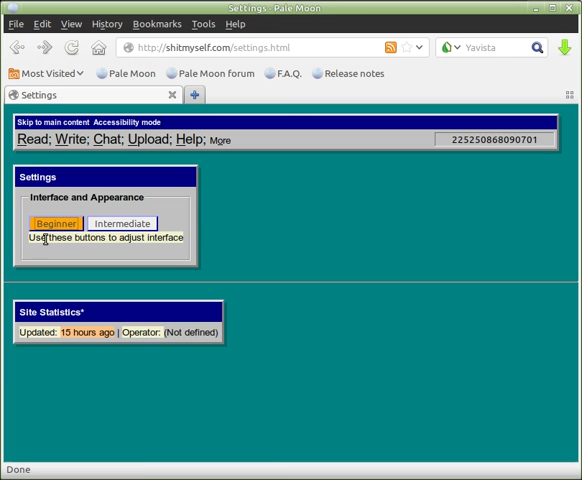 Settings - Pale Moon
File Edit View History Bookmarks Tools Help
http://shitmyself.com/settings.html
Yavista
Most Visited Pale Moon Pale Moon forum F.A.Q. Release notes
Settings
Skip to main content Accessibility mode
Read; Write; Chat; Upload; Help; More
225250868090701
Settings
Interface and Appearance
Beginner Intermediate
Use these buttons to adjust interface
Site Statistics*
Updated: 15 hours ago | Operator: (Not defined)
Done